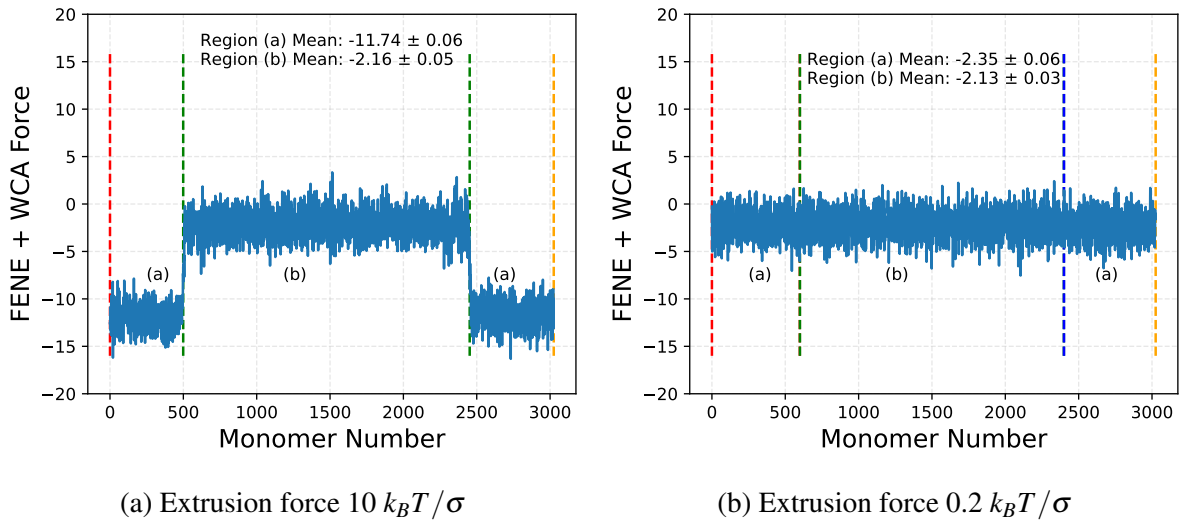 Region (a) Mean: -11.74 ± 0.06
Region (b) Mean: -2.16 ± 0.05
20
15
10
5
0
−5
−10
−15
−20
FENE + WCA Force
(a)
(b)
(a)
0 500 1000 1500 2000 2500 3000
Monomer Number
(a) Extrusion force 10 k_BT/σ
Region (a) Mean: -2.35 ± 0.06
Region (b) Mean: -2.13 ± 0.03
20
15
10
5
0
−5
−10
−15
−20
FENE + WCA Force
(a)
(b)
(a)
0 500 1000 1500 2000 2500 3000
Monomer Number
(b) Extrusion force 0.2 k_BT/σ